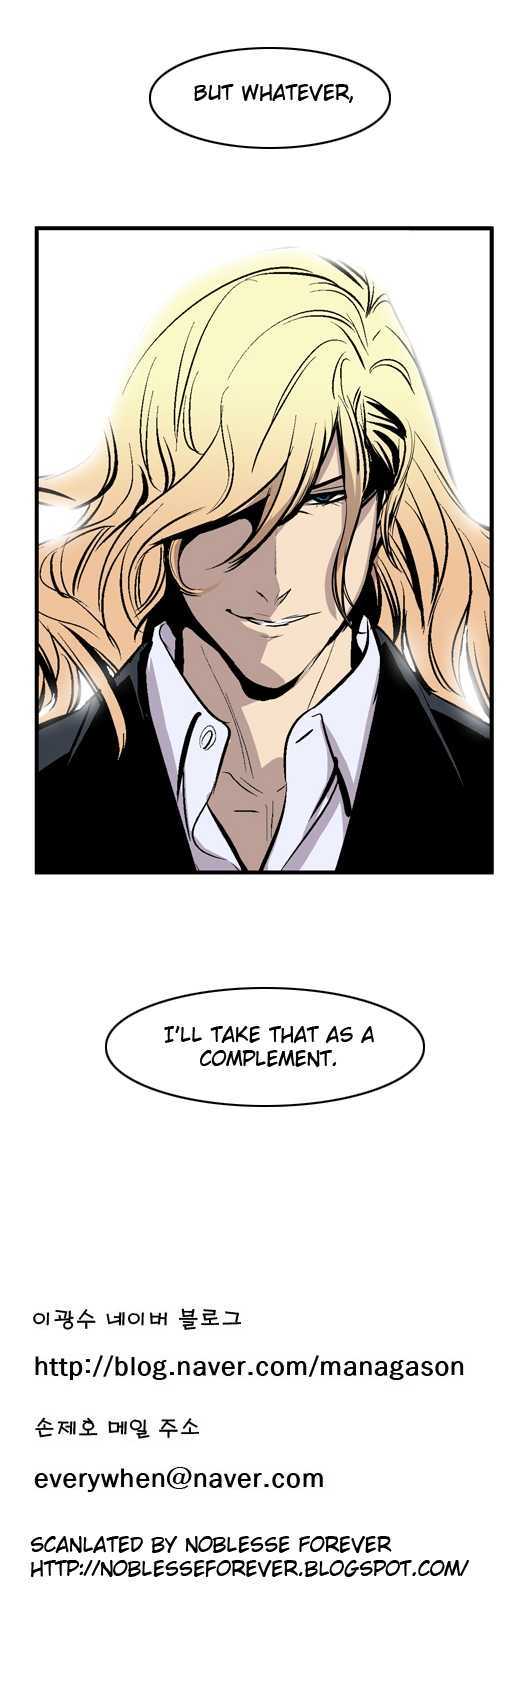 BUT WHATEVER,
I'LL TAKE THAT AS A
COMPLEMENT.
이광수 네이버 블로그
http://blog.naver.com/managason
손제호 메일 주소
everywhen@naver.com
SCANLATED BY NOBLESSE FOREVER
HTTP://NOBLESSEFOREVER.BLOGSPOT.COM/